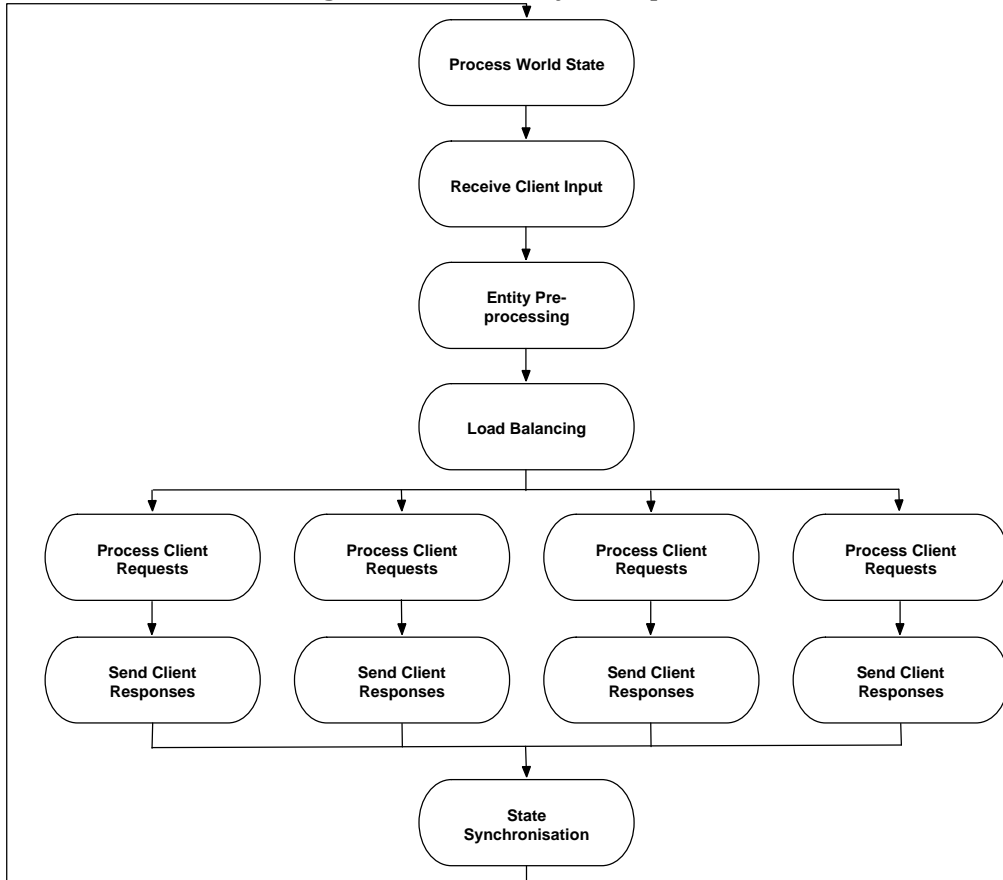 Process World State
Receive Client Input
Entity Pre-
processing
Load Balancing
Process Client
Requests
Process Client
Requests
Process Client
Requests
Process Client
Requests
Send Client
Responses
Send Client
Responses
Send Client
Responses
Send Client
Responses
State
Synchronisation